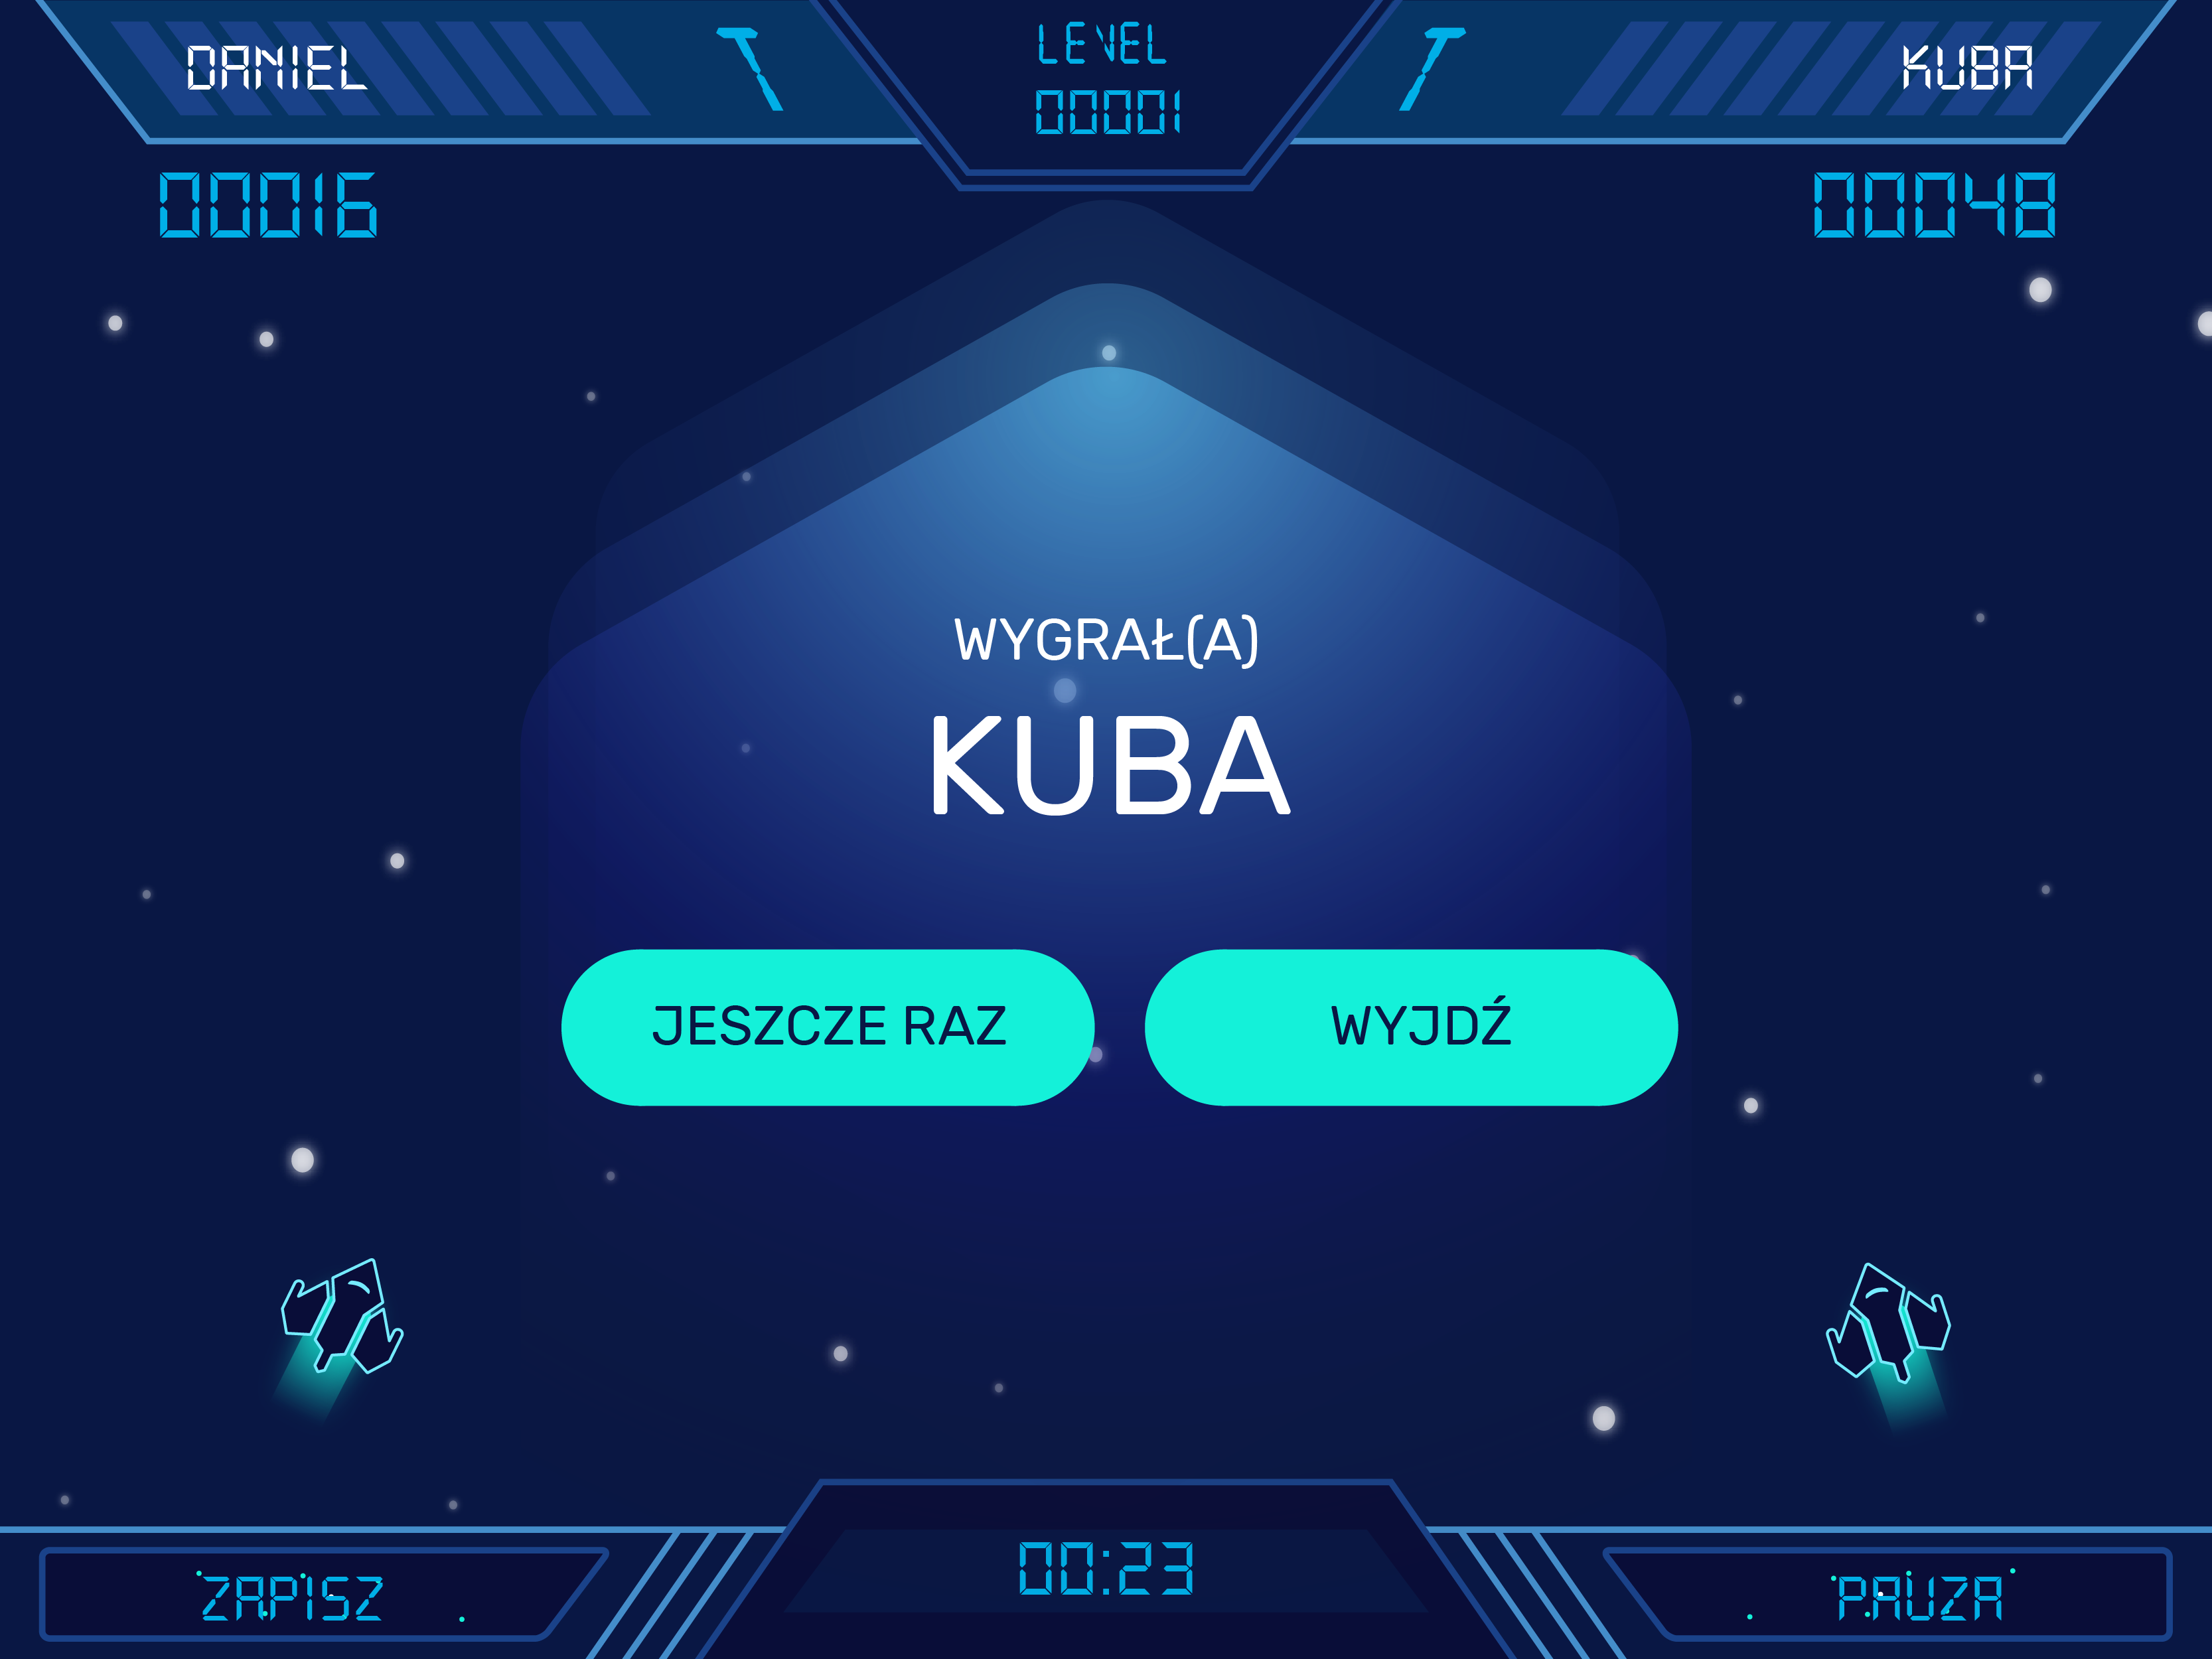 DANIEL
LEVEL
00001
KUBA
00016
00048
WYGRAŁ(A)
KUBA
JESZCZE RAZ
WYJDŹ
ZAPISZ
00:23
PAUZA